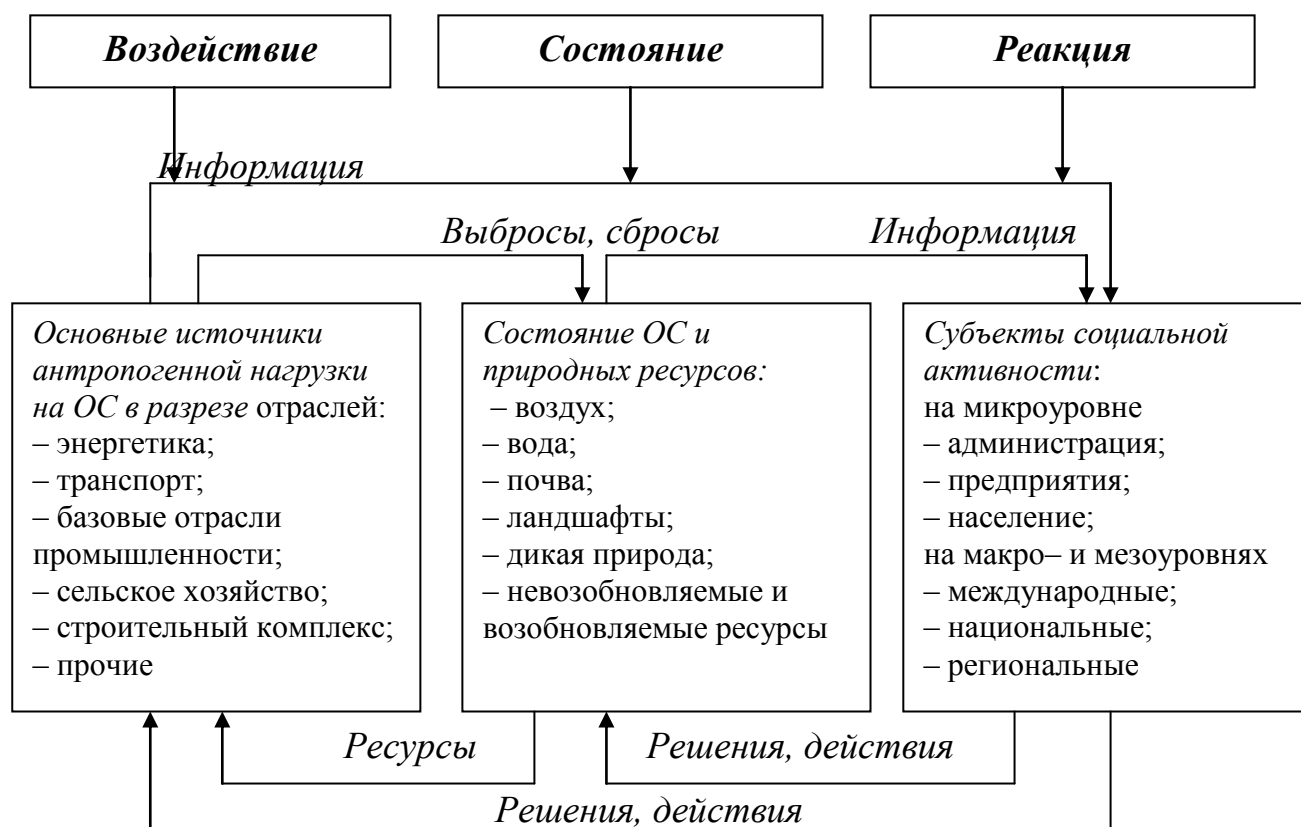 Воздействие
Состояние
Реакция
Информация
Выбросы, сбросы
Информация
Основные источники
антропогенной нагрузки
на ОС в разрезе отраслей:
– энергетика;
– транспорт;
– базовые отрасли
промышленности;
– сельское хозяйство;
– строительный комплекс;
– прочие
Состояние ОС и
природных ресурсов:
– воздух;
– вода;
– почва;
– ландшафты;
– дикая природа;
– невозобновляемые и
возобновляемые ресурсы
Субъекты социальной
активности:
на микроуровне
– администрация;
– предприятия;
– население;
на макро– и мезоуровнях
– международные;
– национальные;
– региональные
Ресурсы
Решения, действия
Решения, действия